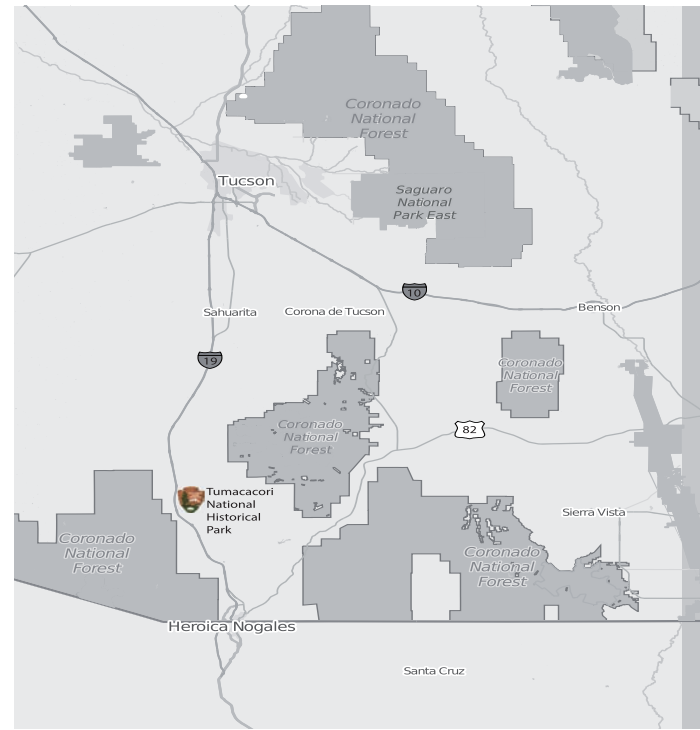 Coronado
National
Forest
Tucson
Saguaro
National
Park East
10
Sahuarita
Corona de Tucson
Benson
19
Coronado
National
Forest
Coronado
National
Forest
82
Tumacacori
National
Historical
Park
Sierra Vista
Coronado
National
Forest
Coronado
National
Forest
Heroica Nogales
Santa Cruz